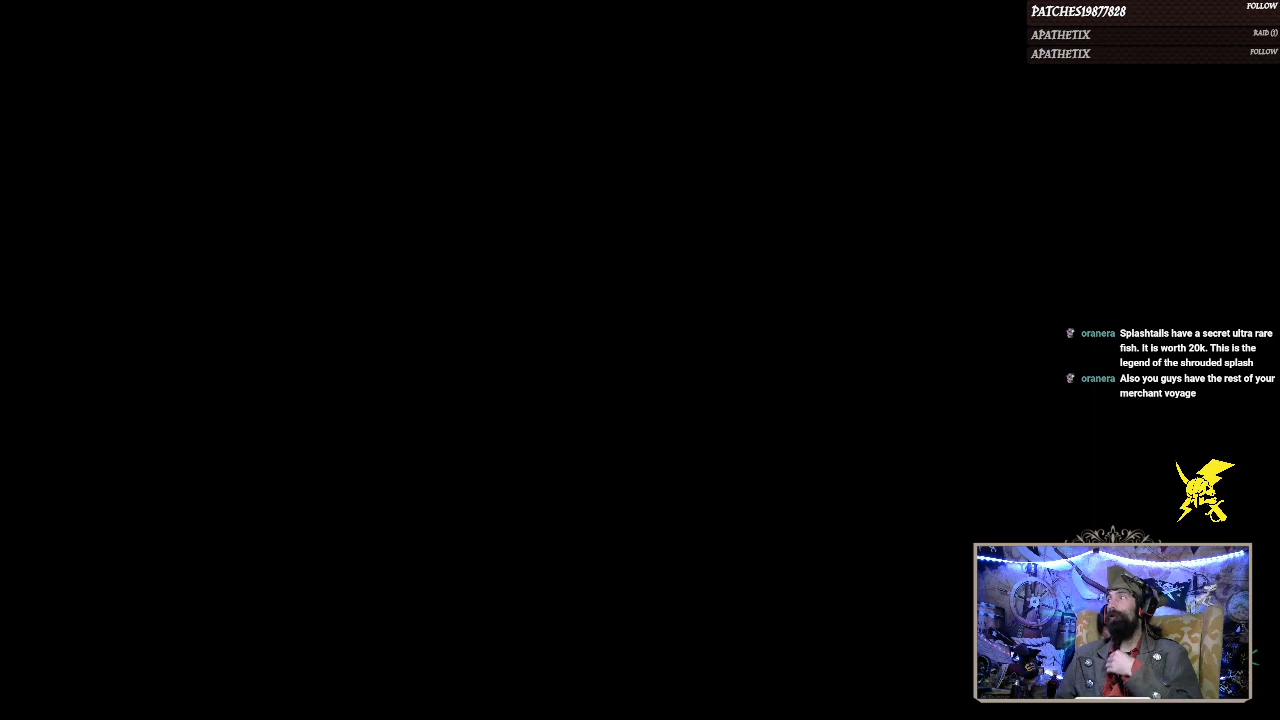 PATCHES19877828 FOLLOW
APATHETIX RAID (1)
APATHETIX FOLLOW
oranera Splashtails have a secret ultra rare
fish. It is worth 20k. This is the
legend of the shrouded splash
oranera Also you guys have the rest of your
merchant voyage